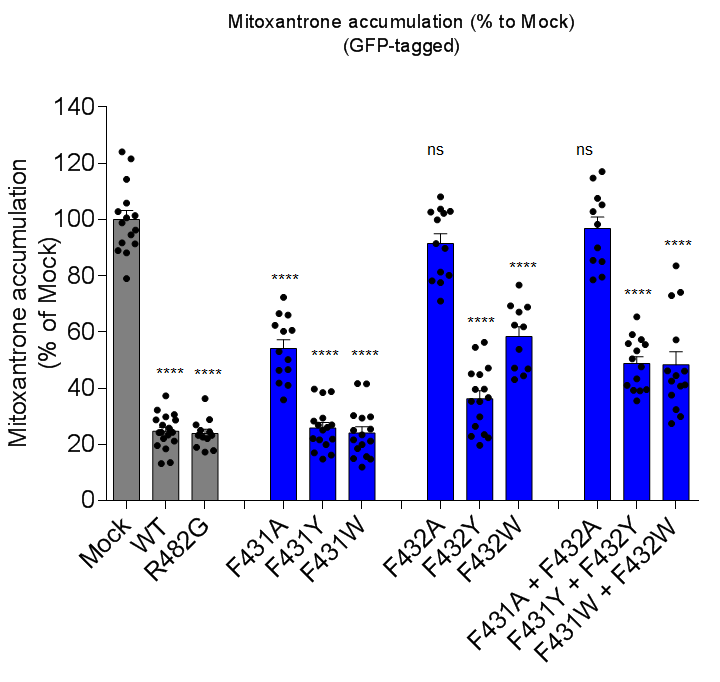 Mitoxantrone accumulation (% to Mock)
(GFP-tagged)
Mitoxantrone accumulation
(% of Mock)
140
120
100
80
60
40
20
0
ns
ns
****
****
****
****
****
****
****
****
****
****
Mock
WT
R482G
F431A
F431Y
F431W
F432A
F432Y
F432W
F431A + F432A
F431Y + F432Y
F431W + F432W